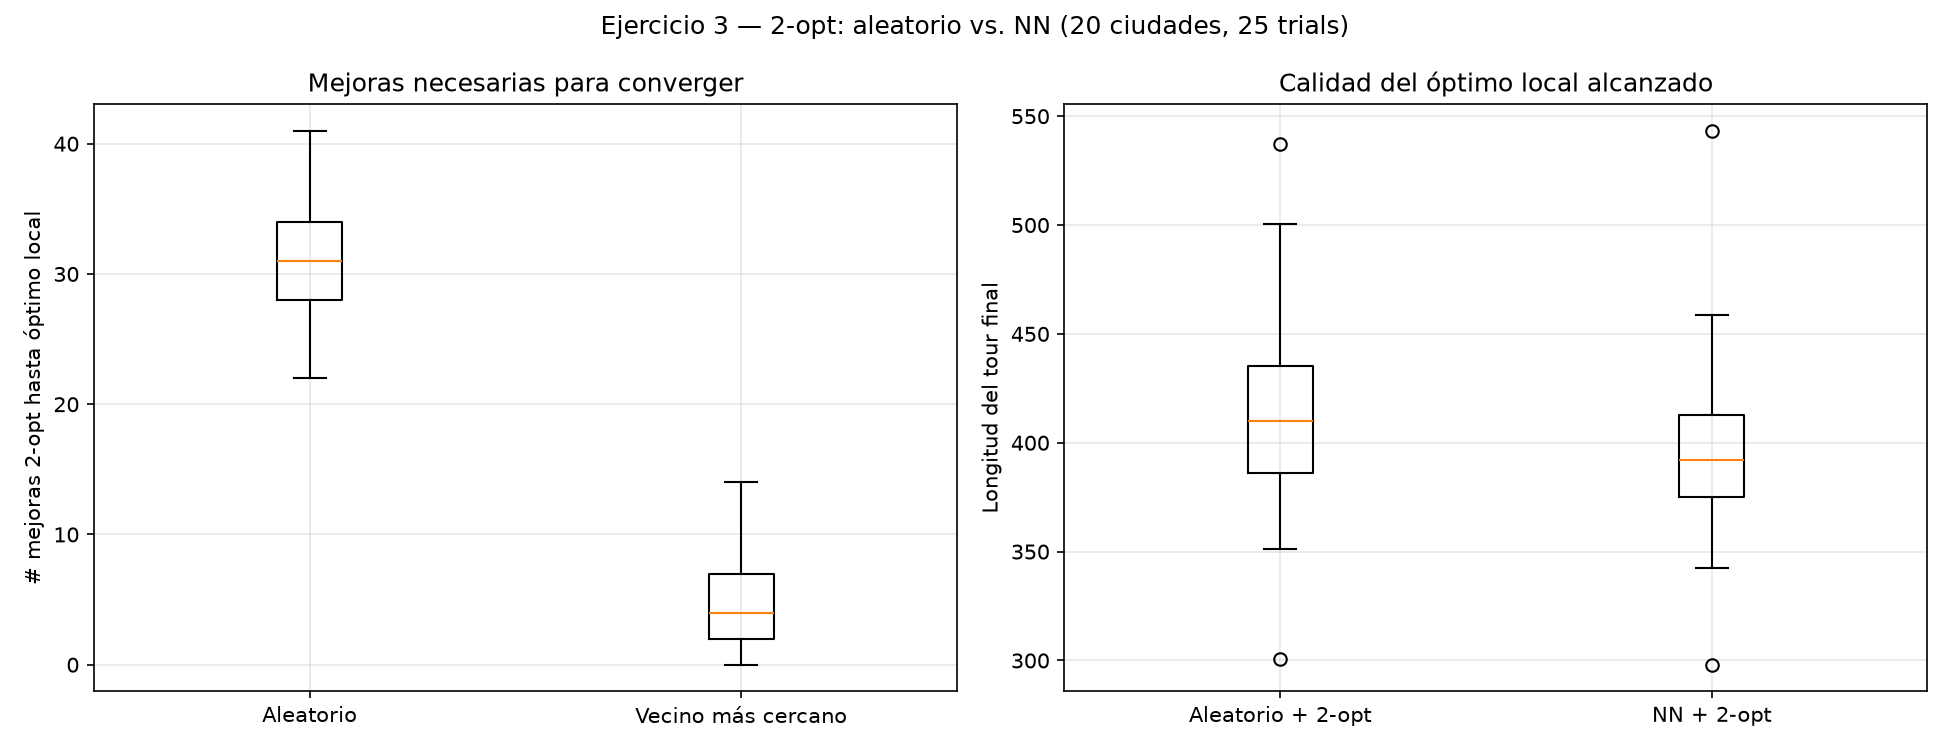 Ejercicio 3 — 2-opt: aleatorio vs. NN (20 ciudades, 25 trials)
Mejoras necesarias para converger
# mejoras 2-opt hasta óptimo local
40
30
20
10
0
Aleatorio
Vecino más cercano
Calidad del óptimo local alcanzado
Longitud del tour final
550
500
450
400
350
300
Aleatorio + 2-opt
NN + 2-opt